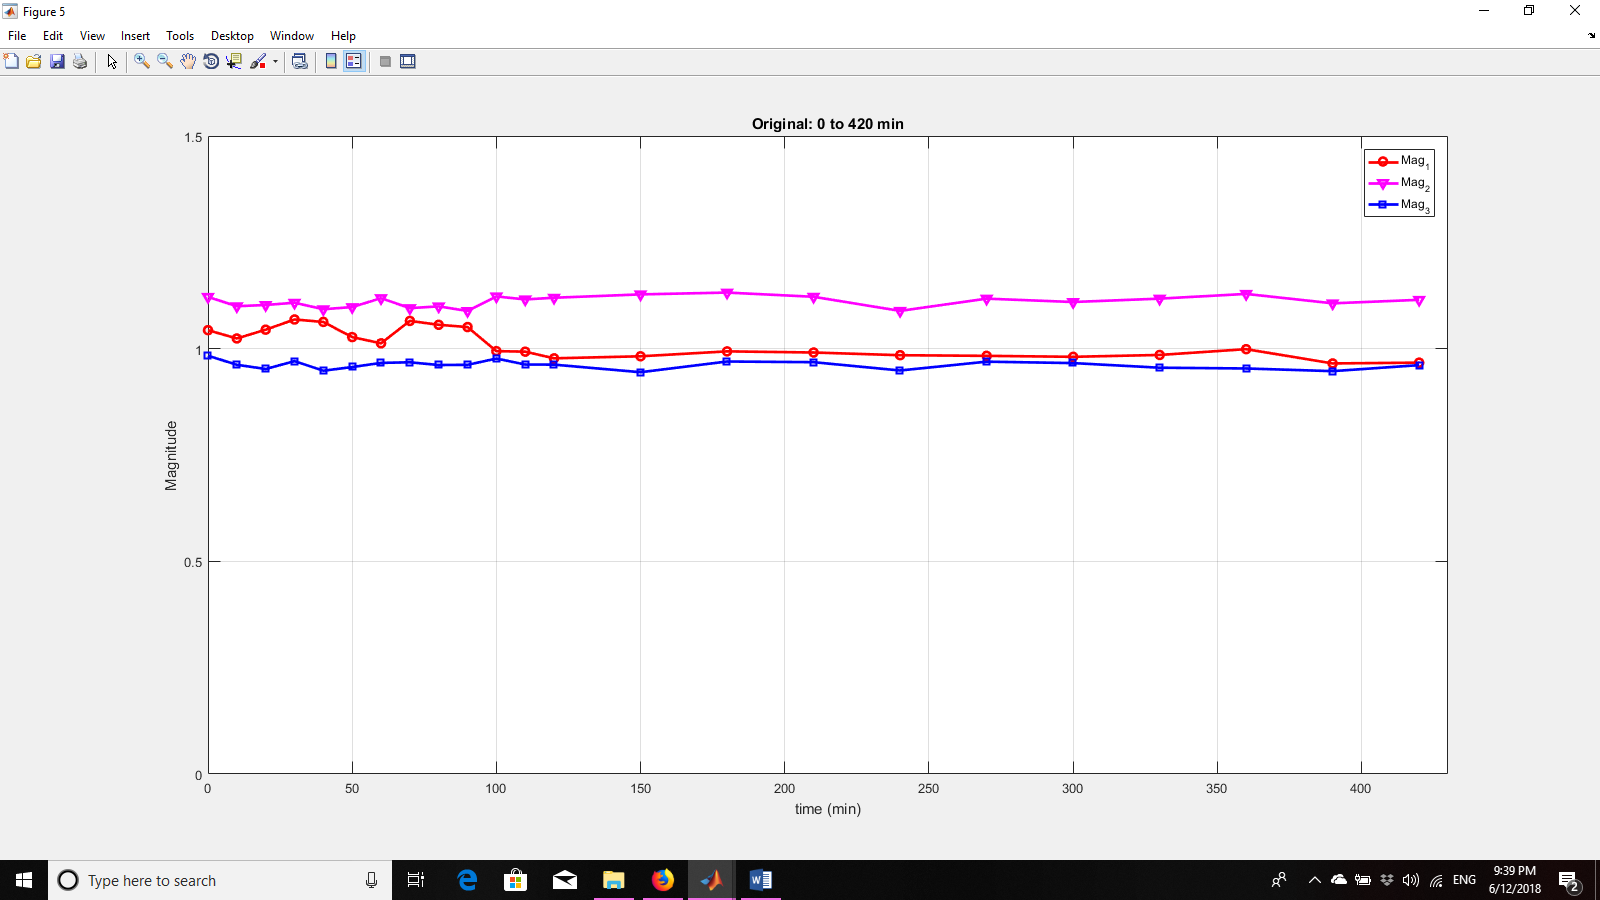 Figure 5
File Edit View Insert Tools Desktop Window Help
Original: 0 to 420 min
1.5
1
0.5
0
Magnitude
Mag1
Mag2
Mag3
0 50 100 150 200 250 300 350 400
time (min)
Type here to search
W
ENG
9:39 PM
6/12/2018
2